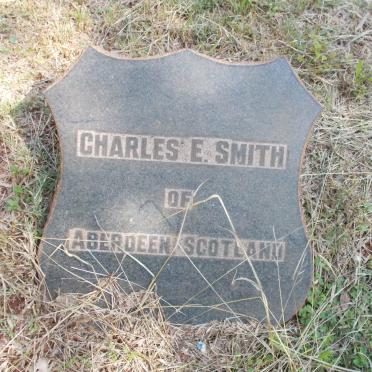 CHARLES E. SMITH
OF
ABERDEEN SCOTLAND